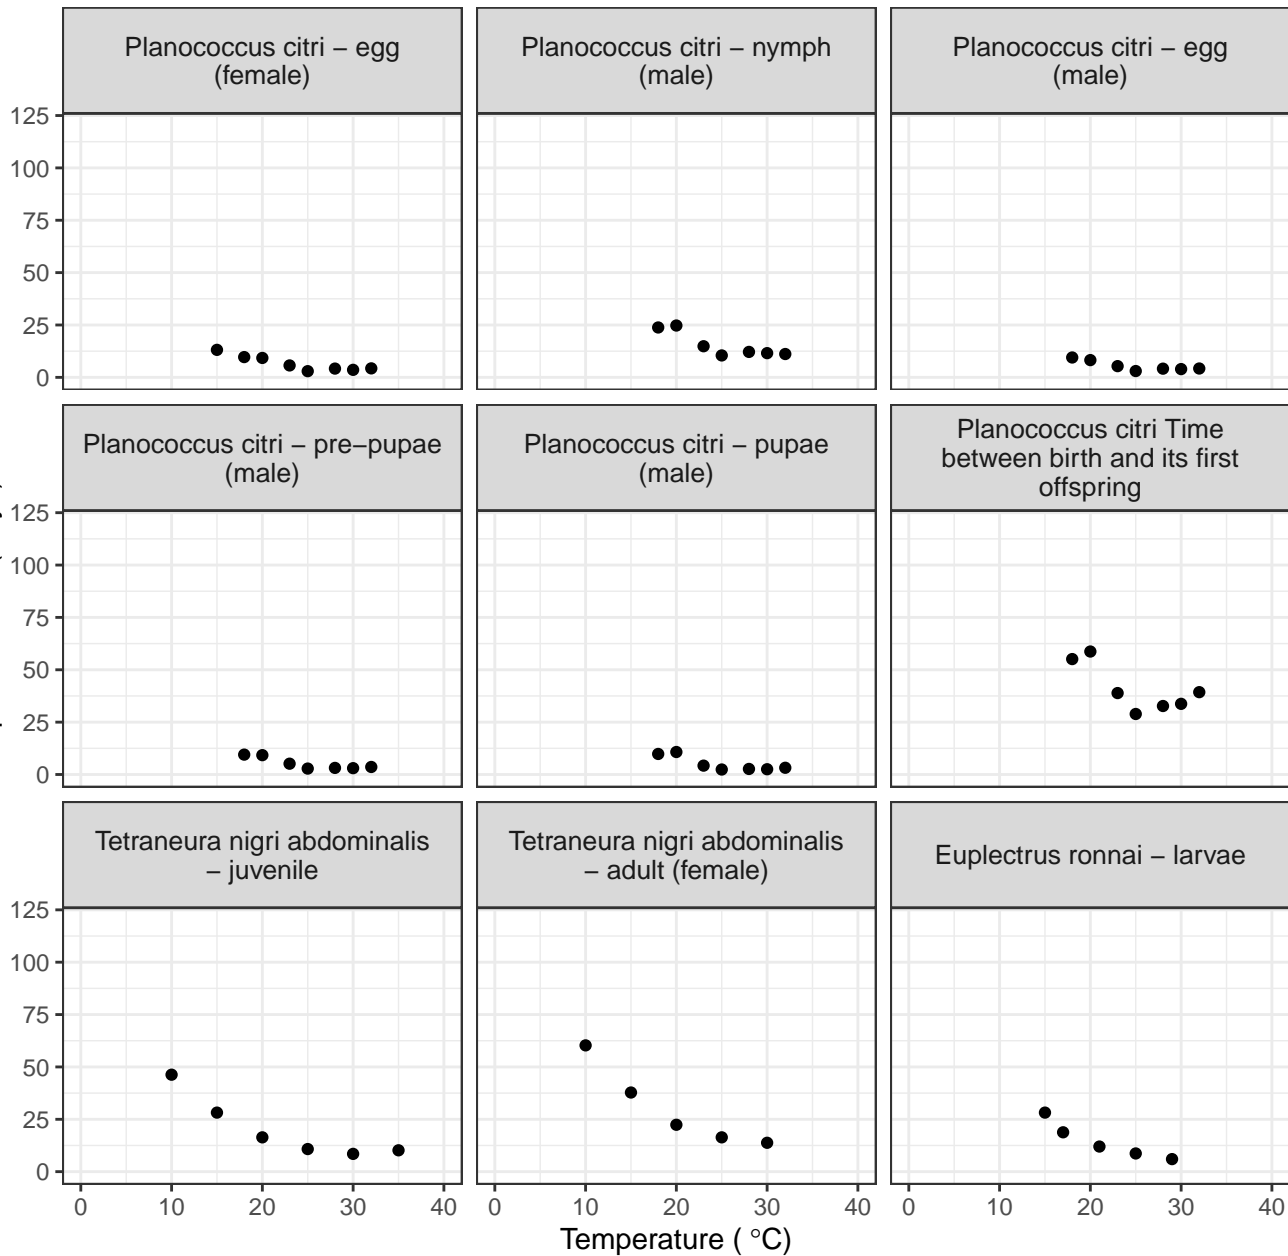 Planococcus citri − egg
(female)
Planococcus citri − nymph
(male)
Planococcus citri − egg
(male)
125
100
75
50
25
0
Planococcus citri − pre−pupae
(male)
Planococcus citri − pupae
(male)
Planococcus citri Time
between birth and its first
offspring
125
100
75
50
25
0
Tetraneura nigri abdominalis
− juvenile
Tetraneura nigri abdominalis
− adult (female)
Euplectrus ronnai − larvae
125
100
75
50
25
0
0 10 20 30 40 0 10 20 30 40 0 10 20 30 40
Temperature ( °C)